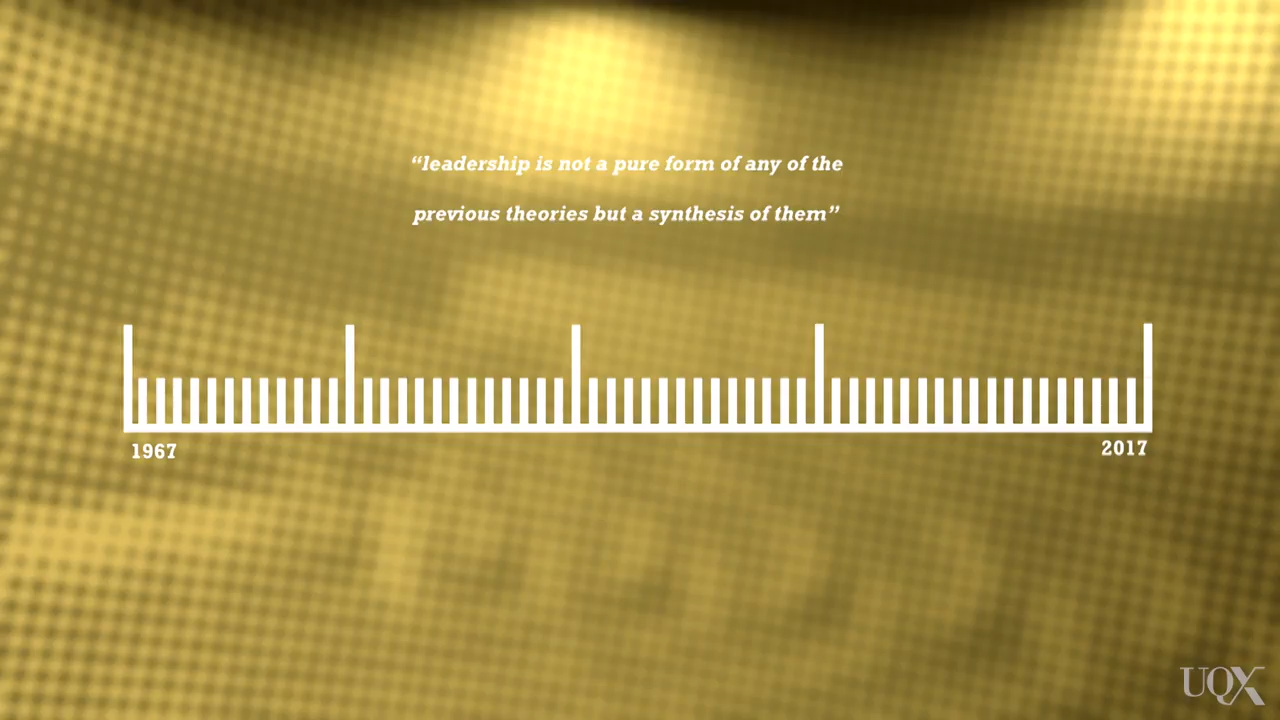 “leadership is not a pure form of any of the
previous theories but a synthesis of them”
1967
2017
UQX